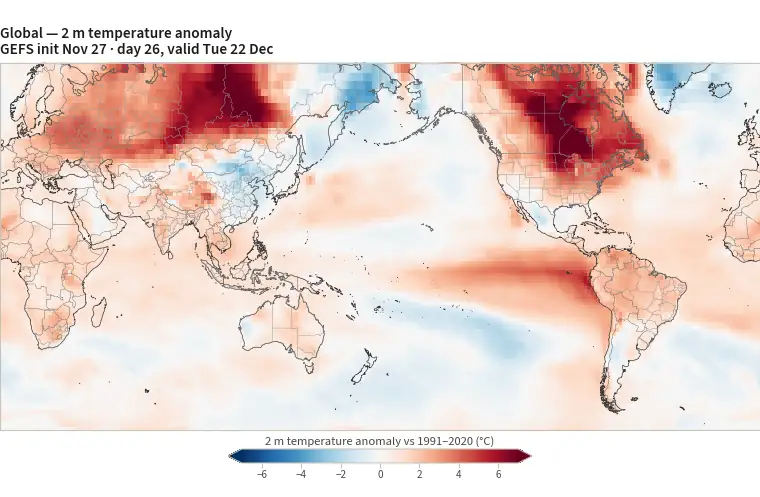 Global — 2 m temperature anomaly
GEFS init Nov 27 · day 26, valid Tue 22 Dec
2 m temperature anomaly vs 1991–2020 (°C)
−6 −4 −2 0 2 4 6